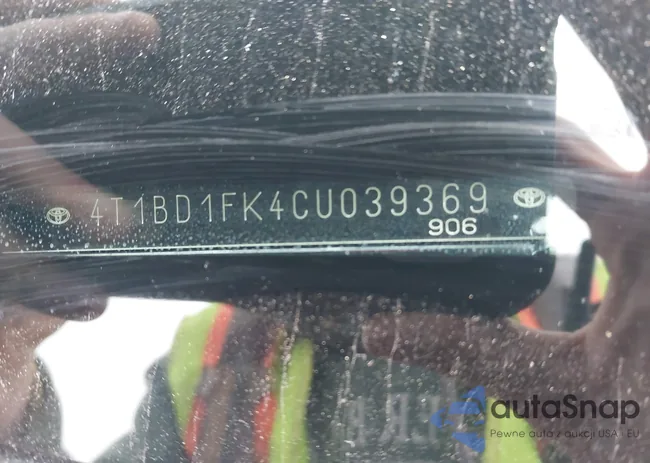 4T1BD1FK4CU039369
906
autaSnap
Pewne auta z aukcji USA i EU